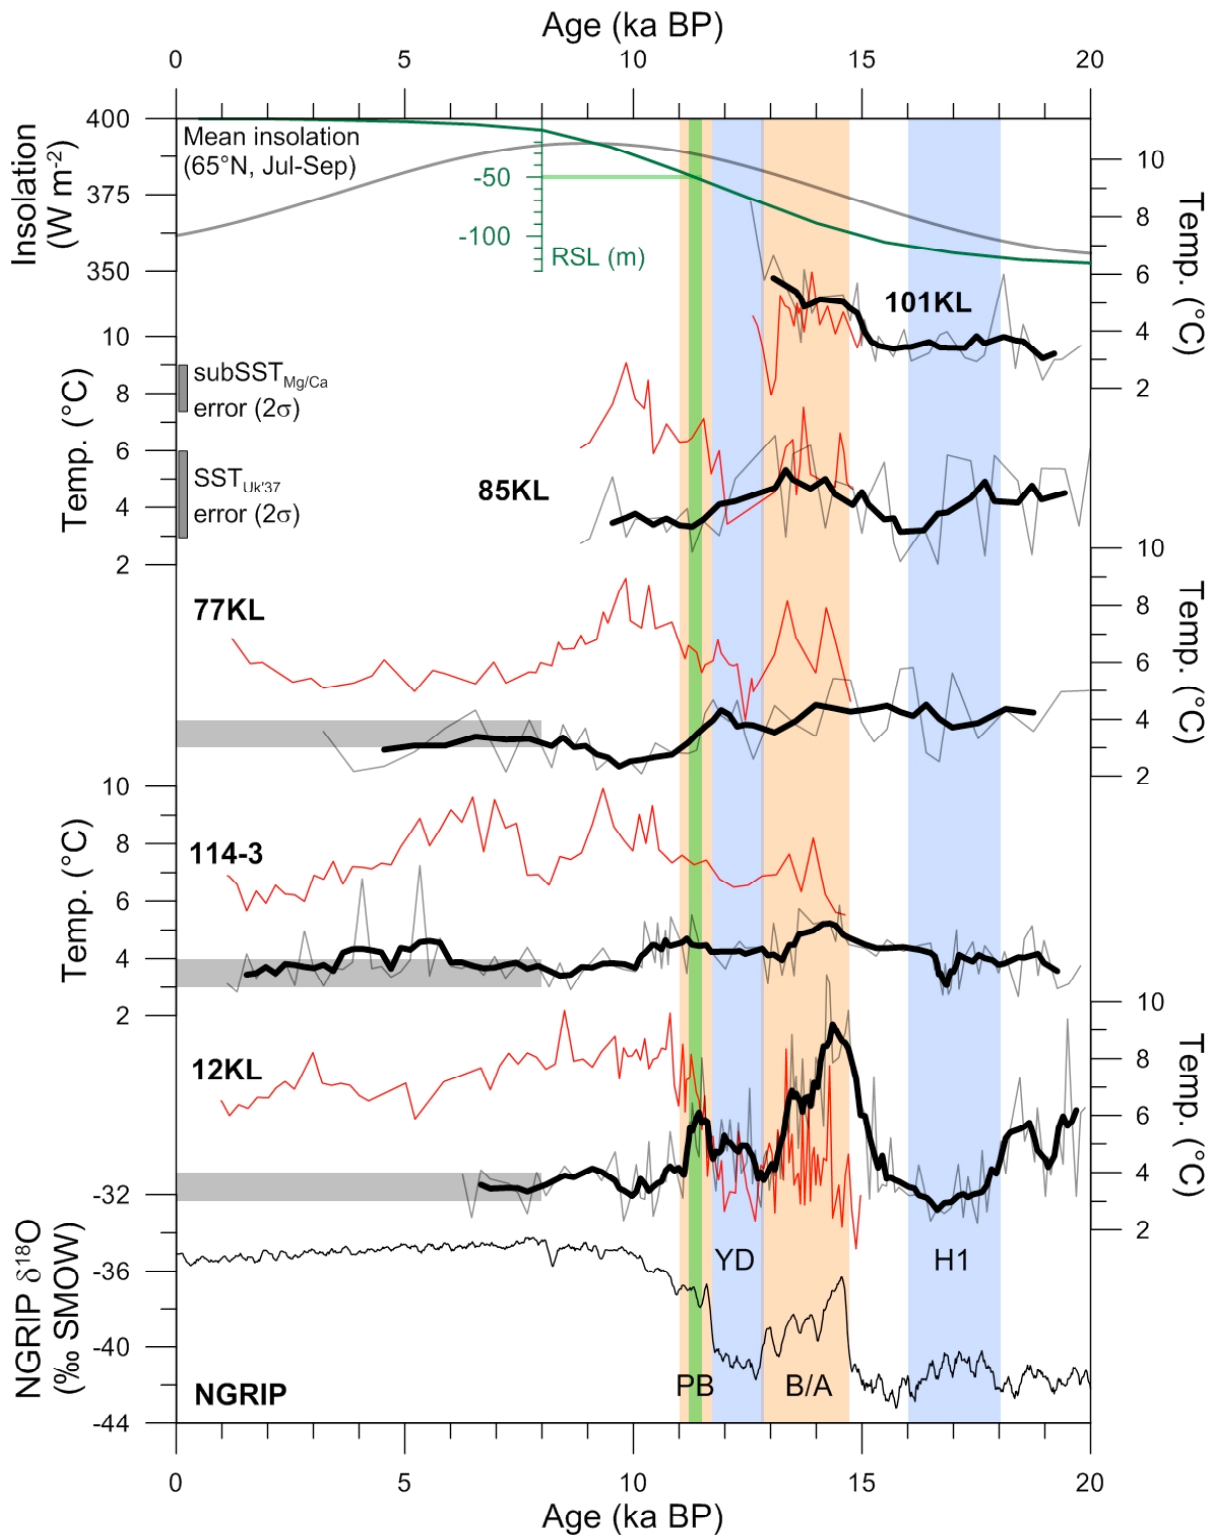 Age (ka BP)
0 5 10 15 20
Insolation
(W m-2)
400
375
350
Mean insolation
(65°N, Jul-Sep)
-50
-100
RSL (m)
10
8
6
4
2
Temp. (°C)
101KL
Temp. (°C)
10
8
6
4
2
subSSTMg/Ca
error (2σ)
SSTUk'37
error (2σ)
85KL
10
8
6
4
2
Temp. (°C)
77KL
Temp. (°C)
10
8
6
4
2
114-3
10
8
6
4
2
Temp. (°C)
12KL
NGRIP δ18O
(‰ SMOW)
-32
-36
-40
-44
YD
H1
PB
B/A
NGRIP
0 5 10 15 20
Age (ka BP)